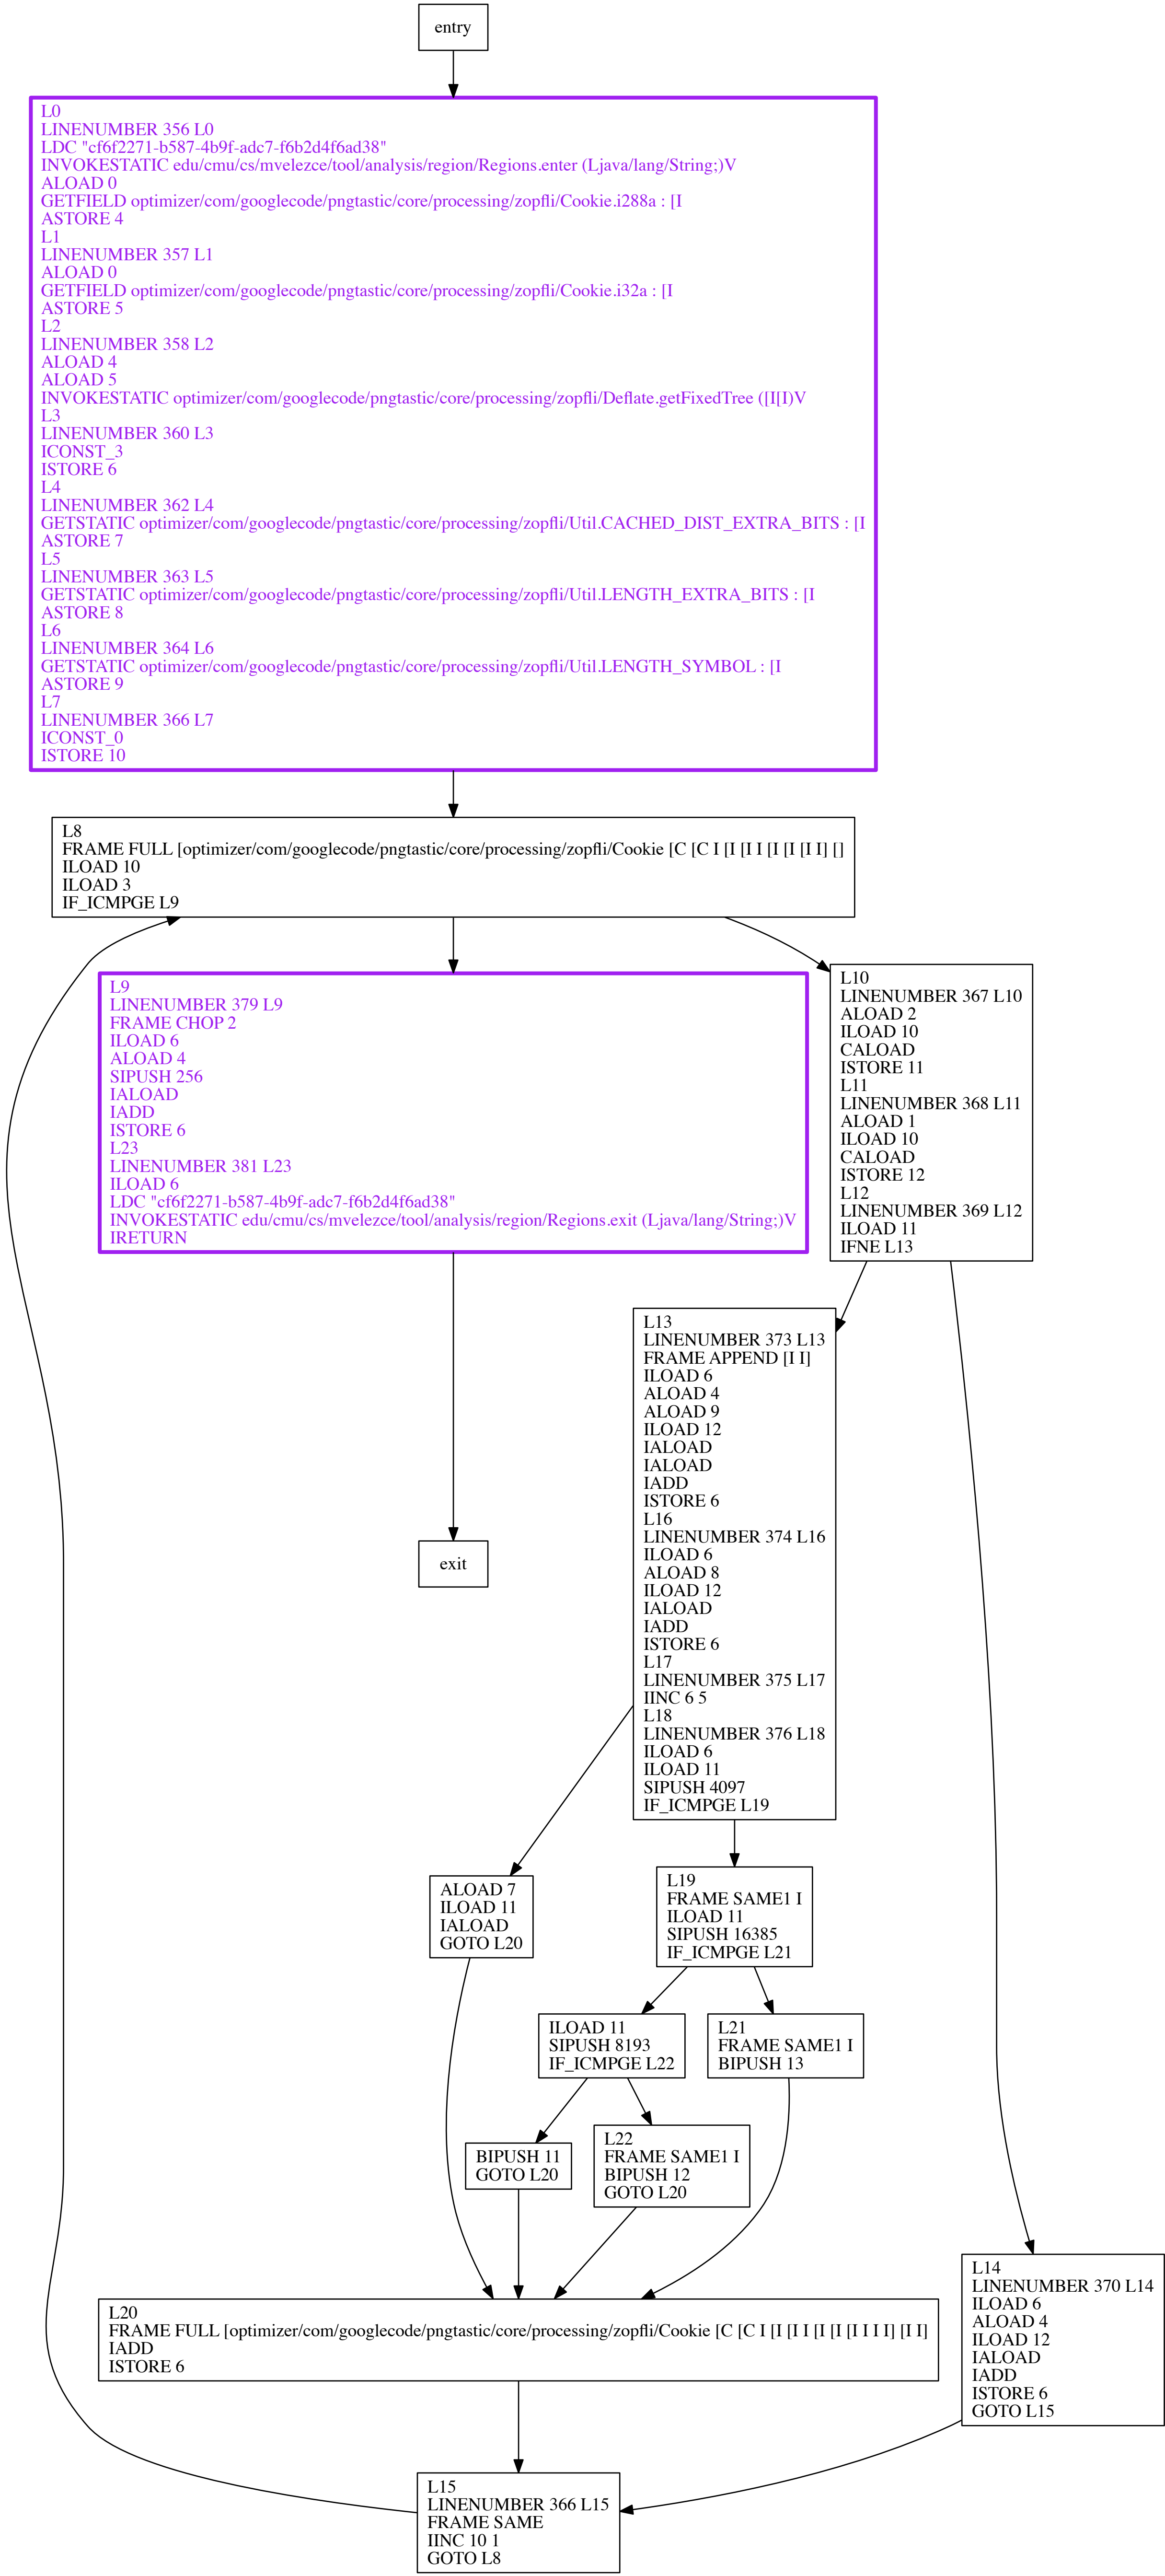 entry
L0
LINENUMBER 356 L0
LDC "cf6f2271-b587-4b9f-adc7-f6b2d4f6ad38"
INVOKESTATIC edu/cmu/cs/mvelezce/tool/analysis/region/Regions.enter (Ljava/lang/String;)V
ALOAD 0
GETFIELD optimizer/com/googlecode/pngtastic/core/processing/zopfli/Cookie.i288a : [I
ASTORE 4
L1
LINENUMBER 357 L1
ALOAD 0
GETFIELD optimizer/com/googlecode/pngtastic/core/processing/zopfli/Cookie.i32a : [I
ASTORE 5
L2
LINENUMBER 358 L2
ALOAD 4
ALOAD 5
INVOKESTATIC optimizer/com/googlecode/pngtastic/core/processing/zopfli/Deflate.getFixedTree ([I[I)V
L3
LINENUMBER 360 L3
ICONST_3
ISTORE 6
L4
LINENUMBER 362 L4
GETSTATIC optimizer/com/googlecode/pngtastic/core/processing/zopfli/Util.CACHED_DIST_EXTRA_BITS : [I
ASTORE 7
L5
LINENUMBER 363 L5
GETSTATIC optimizer/com/googlecode/pngtastic/core/processing/zopfli/Util.LENGTH_EXTRA_BITS : [I
ASTORE 8
L6
LINENUMBER 364 L6
GETSTATIC optimizer/com/googlecode/pngtastic/core/processing/zopfli/Util.LENGTH_SYMBOL : [I
ASTORE 9
L7
LINENUMBER 366 L7
ICONST_0
ISTORE 10
L8
FRAME FULL [optimizer/com/googlecode/pngtastic/core/processing/zopfli/Cookie [C [C I [I [I I [I [I [I I] []
ILOAD 10
ILOAD 3
IF_ICMPGE L9
L9
LINENUMBER 379 L9
FRAME CHOP 2
ILOAD 6
ALOAD 4
SIPUSH 256
IALOAD
IADD
ISTORE 6
L23
LINENUMBER 381 L23
ILOAD 6
LDC "cf6f2271-b587-4b9f-adc7-f6b2d4f6ad38"
INVOKESTATIC edu/cmu/cs/mvelezce/tool/analysis/region/Regions.exit (Ljava/lang/String;)V
IRETURN
L10
LINENUMBER 367 L10
ALOAD 2
ILOAD 10
CALOAD
ISTORE 11
L11
LINENUMBER 368 L11
ALOAD 1
ILOAD 10
CALOAD
ISTORE 12
L12
LINENUMBER 369 L12
ILOAD 11
IFNE L13
L13
LINENUMBER 373 L13
FRAME APPEND [I I]
ILOAD 6
ALOAD 4
ALOAD 9
ILOAD 12
IALOAD
IALOAD
IADD
ISTORE 6
L16
LINENUMBER 374 L16
ILOAD 6
ALOAD 8
ILOAD 12
IALOAD
IADD
ISTORE 6
L17
LINENUMBER 375 L17
IINC 6 5
L18
LINENUMBER 376 L18
ILOAD 6
ILOAD 11
SIPUSH 4097
IF_ICMPGE L19
exit
ALOAD 7
ILOAD 11
IALOAD
GOTO L20
L19
FRAME SAME1 I
ILOAD 11
SIPUSH 16385
IF_ICMPGE L21
ILOAD 11
SIPUSH 8193
IF_ICMPGE L22
L21
FRAME SAME1 I
BIPUSH 13
BIPUSH 11
GOTO L20
L22
FRAME SAME1 I
BIPUSH 12
GOTO L20
L14
LINENUMBER 370 L14
ILOAD 6
ALOAD 4
ILOAD 12
IALOAD
IADD
ISTORE 6
GOTO L15
L20
FRAME FULL [optimizer/com/googlecode/pngtastic/core/processing/zopfli/Cookie [C [C I [I [I I [I [I [I I I I] [I I]
IADD
ISTORE 6
L15
LINENUMBER 366 L15
FRAME SAME
IINC 10 1
GOTO L8